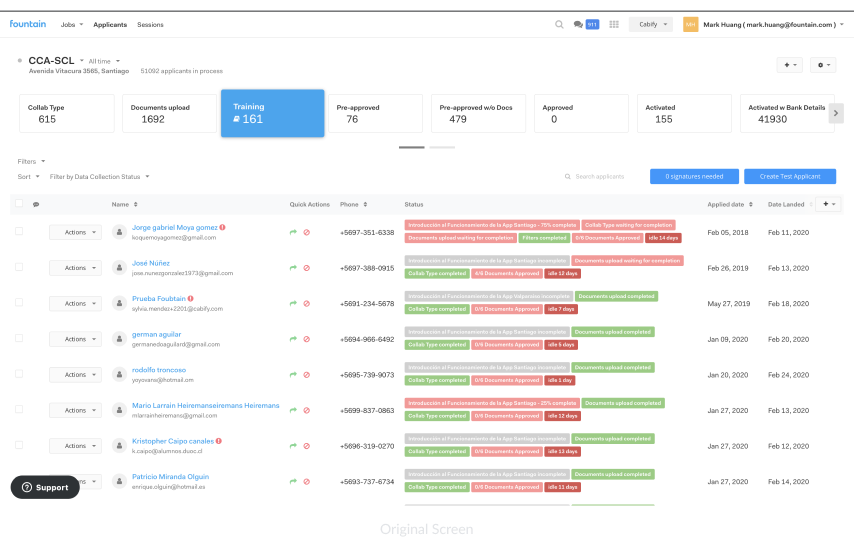 fountain Jobs Applicants Sessions 911 Cabify MH Mark Huang ( mark.huang@fountain.com )
CCA-SCL All time
Avenida Vitacura 3565, Santiago 51092 applicants in process
Collab Type Documents upload Training Pre-approved Pre-approved w/o Docs Approved Activated Activated w Bank Details
615 1692 161 76 479 0 155 41930
Filters
Sort Filter by Data Collection Status Search applicants 0 signatures needed Create Test Applicant
Name Quick Actions Phone Status Applied date Date Landed
Introducción al Funcionamiento de la App Santiago - 75% complete Collab Type waiting for completion
Actions Jorge gabriel Moya gomez +5697-351-6338 Feb 05, 2018 Feb 11, 2020
koquemoyagomez@gmail.com Documents upload waiting for completion Filters completed 0/6 Documents Approved idle 14 days
Introducción al Funcionamiento de la App Santiago incomplete Documents upload waiting for completion
Actions José Núñez +5697-388-0915 Feb 26, 2019 Feb 13, 2020
jose.nunezgonzalez1973@gmail.com Collab Type completed 4/6 Documents Approved idle 12 days
Introducción al Funcionamiento de la App Valparaíso incomplete Documents upload completed
Actions Prueba Foubtain +5691-234-5678 May 27, 2019 Feb 18, 2020
sylvia.mendez+2201@cabify.com Collab Type completed 0/6 Documents Approved idle 7 days
Introducción al Funcionamiento de la App Santiago incomplete Documents upload completed
Actions german aguilar +5694-966-6492 Jan 09, 2020 Feb 20, 2020
germanedoaguilard@gmail.com Collab Type completed 0/6 Documents Approved idle 5 days
Introducción al Funcionamiento de la App Santiago incomplete Documents upload completed
Actions rodolfo troncoso +5695-739-9073 Jan 20, 2020 Feb 24, 2020
yoyovans@hotmail.om Collab Type completed 0/6 Documents Approved idle 1 day
Introducción al Funcionamiento de la App Santiago - 25% complete Documents upload completed
Actions Mario Larrain Heiremanseiremans Heiremans +5699-837-0863 Jan 27, 2020 Feb 13, 2020
mlarrainheiremans@gmail.com Collab Type completed 0/6 Documents Approved idle 12 days
Introducción al Funcionamiento de la App Santiago incomplete Documents upload completed
Actions Kristopher Caipo canales +5696-319-0270 Jan 27, 2020 Feb 12, 2020
k.caipo@alumnos.duoc.cl Collab Type completed 0/6 Documents Approved idle 13 days
Introducción al Funcionamiento de la App Santiago incomplete Documents upload completed
Patricio Miranda Olguin +5693-737-6734 Jan 27, 2020 Feb 14, 2020
enrique.olguin@hotmail.es Collab Type completed 0/6 Documents Approved idle 11 days
Support
Original Screen